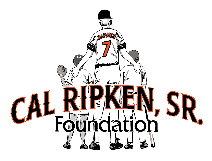 7
CAL RIPKEN, SR.
Foundation